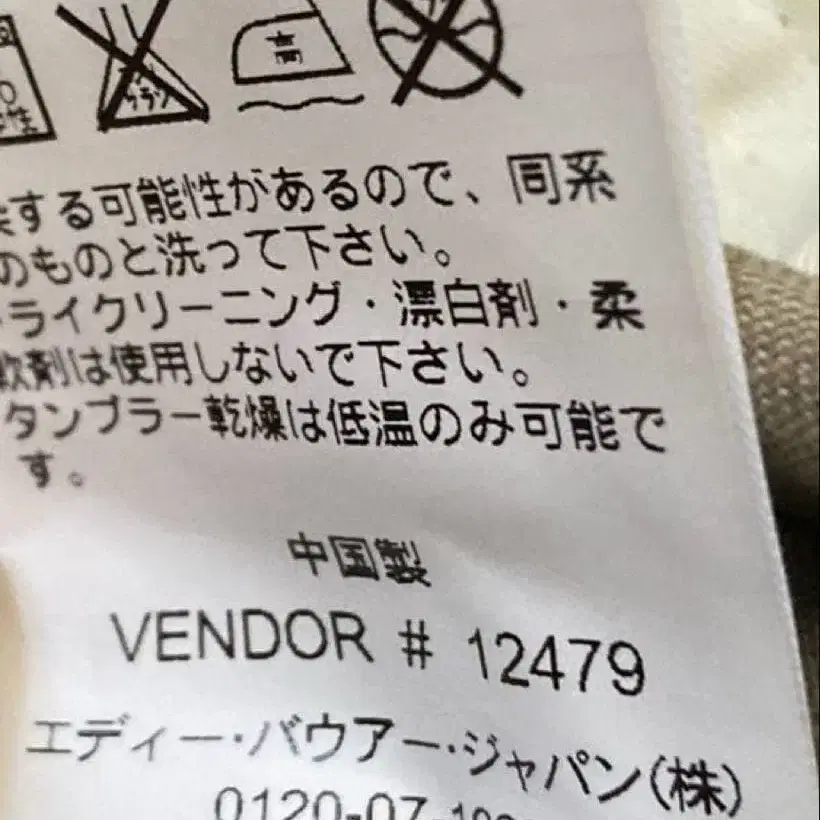 高
する可能性があるので、同系
のものと洗って下さい。
ライクリーニング・漂白剤・柔
軟剤は使用しないで下さい。
タンブラー乾燥は低温のみ可能で
す。
中国製
VENDOR # 12479
エディー・バウアー・ジャパン(株)
0120-07-